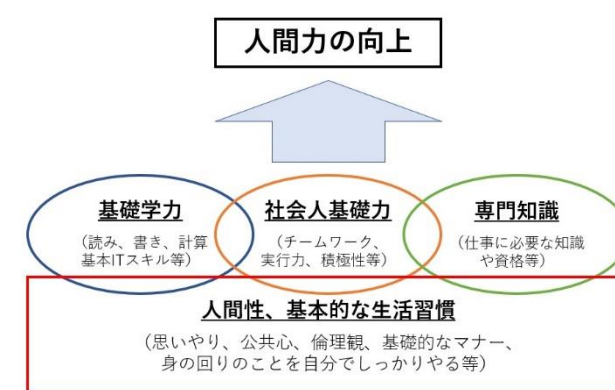 人間力の向上
基礎学力
(読み、書き、計算
基本ITスキル等)
社会人基礎力
(チームワーク、
実行力、積極性等)
専門知識
(仕事に必要な知識
や資格等)
人間性、基本的な生活習慣
(思いやり、公共心、倫理観、基礎的なマナー、
身の回りのことを自分でしっかりやる等)